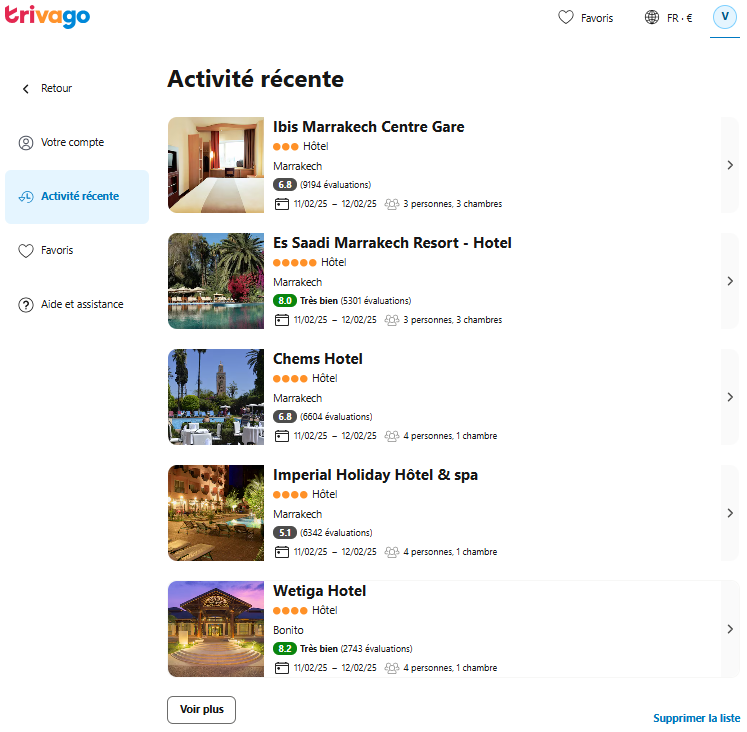 trivago
Favoris
FR · €
V
Retour
Votre compte
Activité récente
Favoris
Aide et assistance
Activité récente
Ibis Marrakech Centre Gare
Hôtel
Marrakech
6.8 (9194 évaluations)
11/02/25 – 12/02/25 3 personnes, 3 chambres
Es Saadi Marrakech Resort - Hotel
Hôtel
Marrakech
8.0 Très bien (5301 évaluations)
11/02/25 – 12/02/25 3 personnes, 3 chambres
Chems Hotel
Hôtel
Marrakech
6.8 (6604 évaluations)
11/02/25 – 12/02/25 4 personnes, 1 chambre
Imperial Holiday Hôtel & spa
Hôtel
Marrakech
5.1 (6342 évaluations)
11/02/25 – 12/02/25 4 personnes, 1 chambre
Wetiga Hotel
Hôtel
Bonito
8.2 Très bien (2743 évaluations)
11/02/25 – 12/02/25 4 personnes, 1 chambre
Voir plus
Supprimer la liste